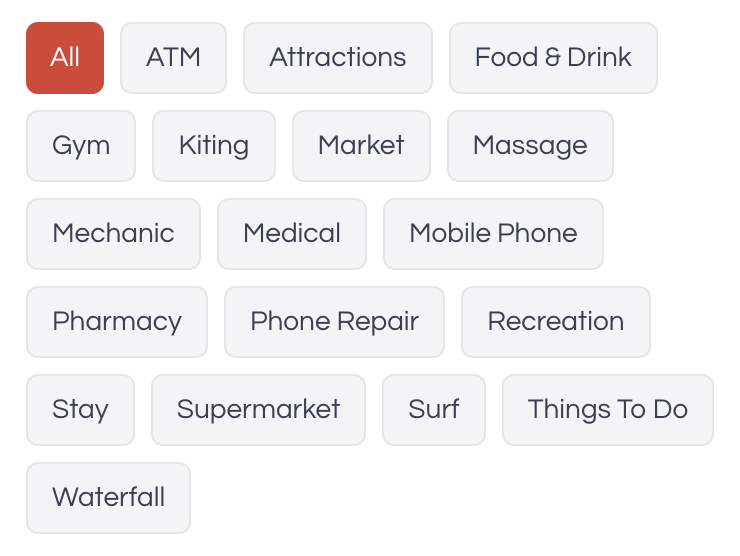 All ATM Attractions Food & Drink
Gym Kiting Market Massage
Mechanic Medical Mobile Phone
Pharmacy Phone Repair Recreation
Stay Supermarket Surf Things To Do
Waterfall